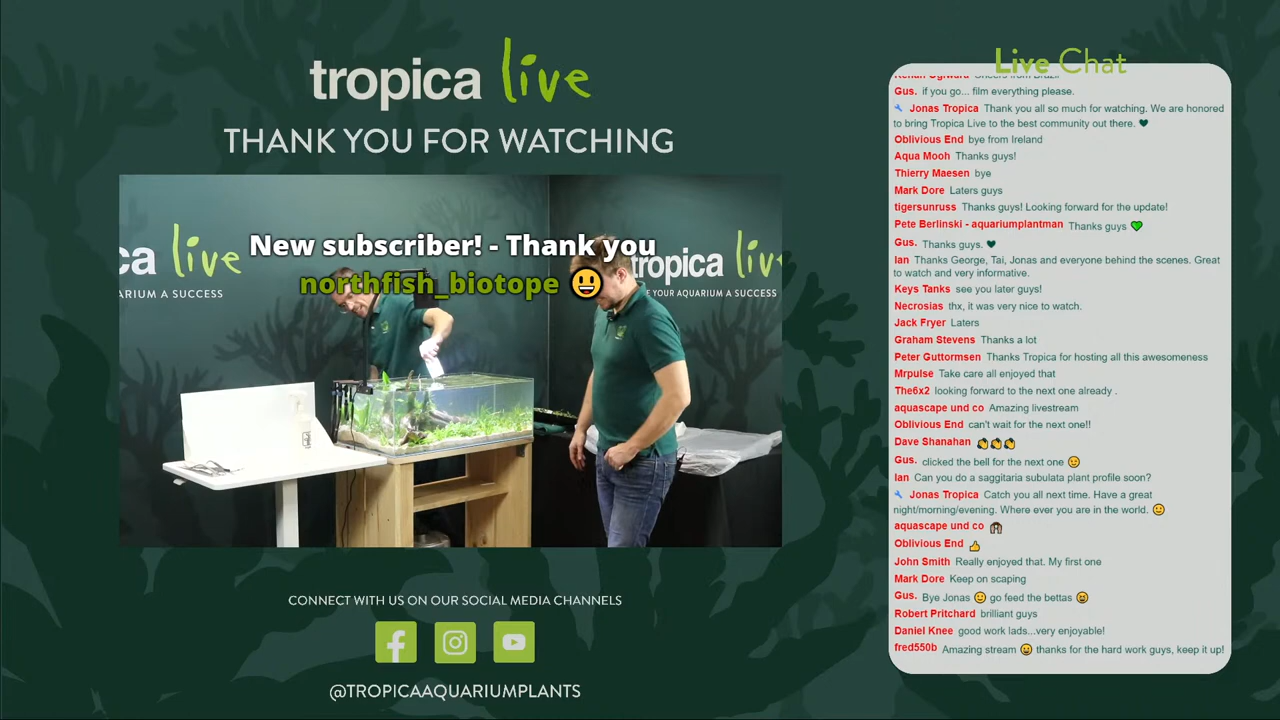 tropica live
THANK YOU FOR WATCHING
ca live
ARIUM A SUCCESS
New subscriber! - Thank you
northfish_biotope 😃
tropica liv
E YOUR AQUARIUM A SUCCESS
CONNECT WITH US ON OUR SOCIAL MEDIA CHANNELS
@TROPICAAQUARIUMPLANTS
Live Chat
Gus. if you go... film everything please.
Jonas Tropica Thank you all so much for watching. We are honored
to bring Tropica Live to the best community out there. 🖤
Oblivious End bye from Ireland
Aqua Mooh Thanks guys!
Thierry Maesen bye
Mark Dore Laters guys
tigersunruss Thanks guys! Looking forward for the update!
Pete Berlinski - aquariumplantman Thanks guys 💚
Gus. Thanks guys. 🖤
Ian Thanks George, Tai, Jonas and everyone behind the scenes. Great
to watch and very informative.
Keys Tanks see you later guys!
Necrosias thx, it was very nice to watch.
Jack Fryer Laters
Graham Stevens Thanks a lot
Peter Guttormsen Thanks Tropica for hosting all this awesomeness
Mrpulse Take care all enjoyed that
The6x2 looking forward to the next one already .
aquascape und co Amazing livestream
Oblivious End can't wait for the next one!!
Dave Shanahan 👏👏👏
Gus. clicked the bell for the next one 😉
Ian Can you do a saggitaria subulata plant profile soon?
Jonas Tropica Catch you all next time. Have a great
night/morning/evening. Where ever you are in the world. 🙂
aquascape und co
Oblivious End 👍
John Smith Really enjoyed that. My first one
Mark Dore Keep on scaping
Gus. Bye Jonas 🙂 go feed the bettas 😄
Robert Pritchard brilliant guys
Daniel Knee good work lads...very enjoyable!
fred550b Amazing stream 😀 thanks for the hard work guys, keep it up!